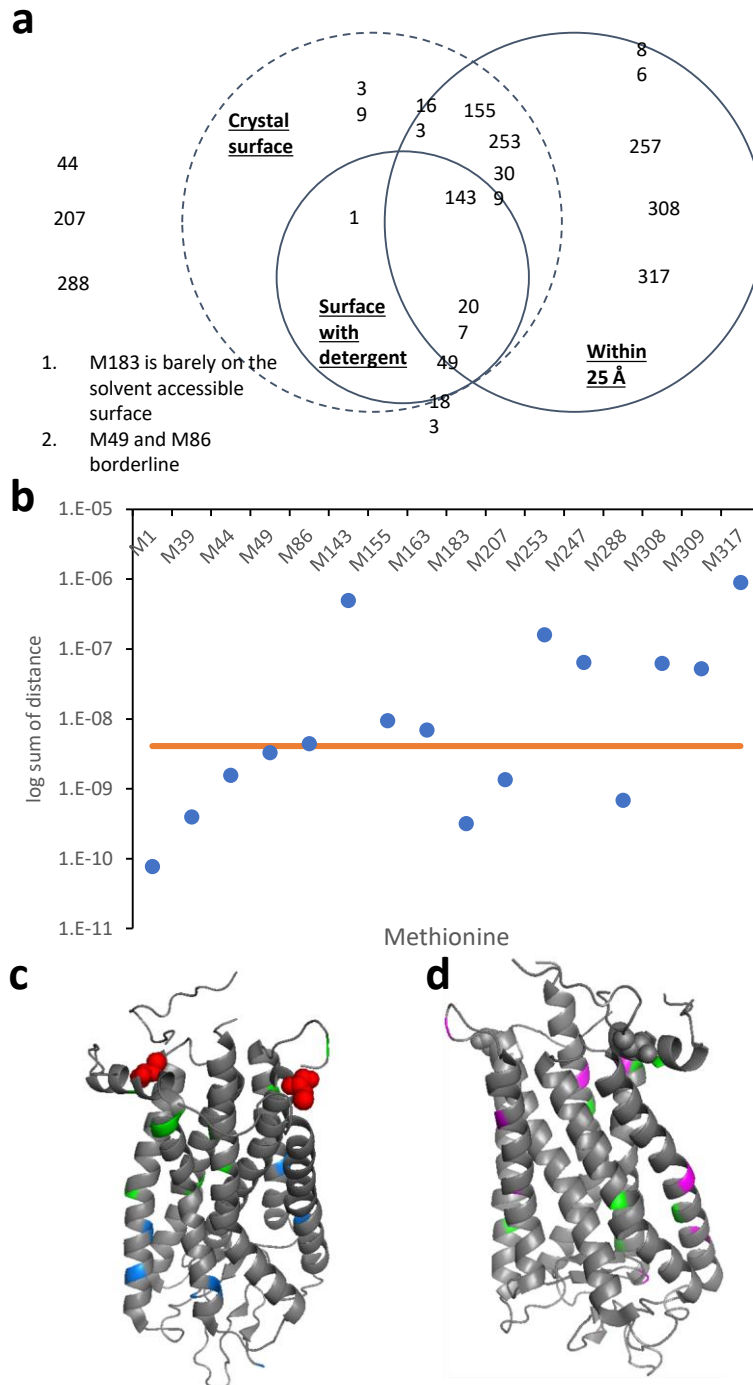 a
8
6
3
9
16
3
155
Crystal
surface
253
257
44
30
9
143
308
207
1
317
288
Surface
with
detergent
20
7
Within
25 Å
49
18
3
1. M183 is barely on the
solvent accessible
surface
2. M49 and M86
borderline
b
1.E-05
1.E-06
1.E-07
1.E-08
1.E-09
1.E-10
1.E-11
log sum of distance
M1
M39
M44
M49
M86
M143
M155
M163
M183
M207
M253
M247
M288
M308
M309
M317
Methionine
c
d